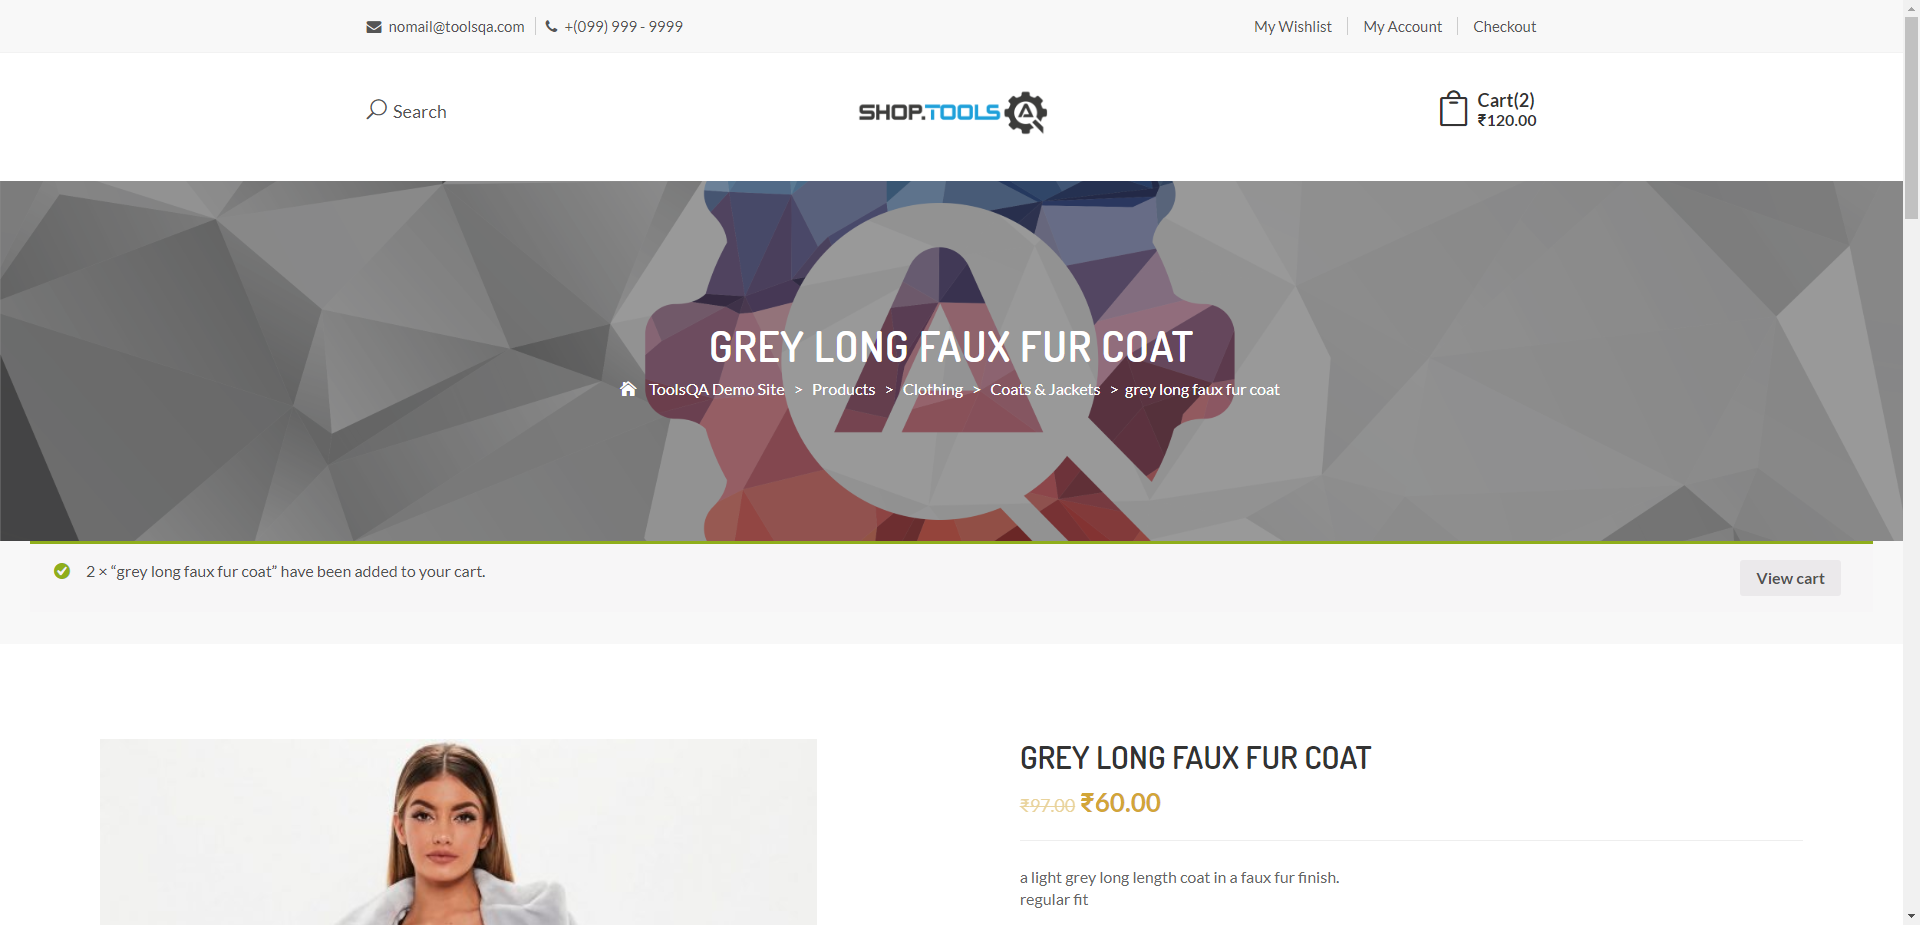 nomail@toolsqa.com
+(099) 999 - 9999
My Wishlist
My Account
Checkout
Search
SHOP.TOOLS
Cart(2)
₹120.00
GREY LONG FAUX FUR COAT
ToolsQA Demo Site > Products > Clothing > Coats & Jackets > grey long faux fur coat
2 × “grey long faux fur coat” have been added to your cart.
View cart
GREY LONG FAUX FUR COAT
₹97.00 ₹60.00
a light grey long length coat in a faux fur finish.
regular fit